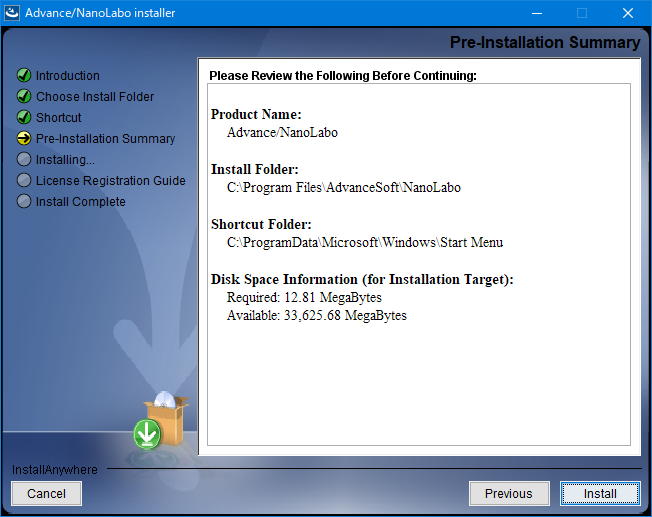 Advance/NanoLabo installer
Pre-Installation Summary
Introduction
Choose Install Folder
Shortcut
Pre-Installation Summary
Installing...
License Registration Guide
Install Complete
Please Review the Following Before Continuing:
Product Name:
Advance/NanoLabo
Install Folder:
C:\Program Files\AdvanceSoft\NanoLabo
Shortcut Folder:
C:\ProgramData\Microsoft\Windows\Start Menu
Disk Space Information (for Installation Target):
Required: 12.81 MegaBytes
Available: 33,625.68 MegaBytes
InstallAnywhere
Cancel
Previous
Install